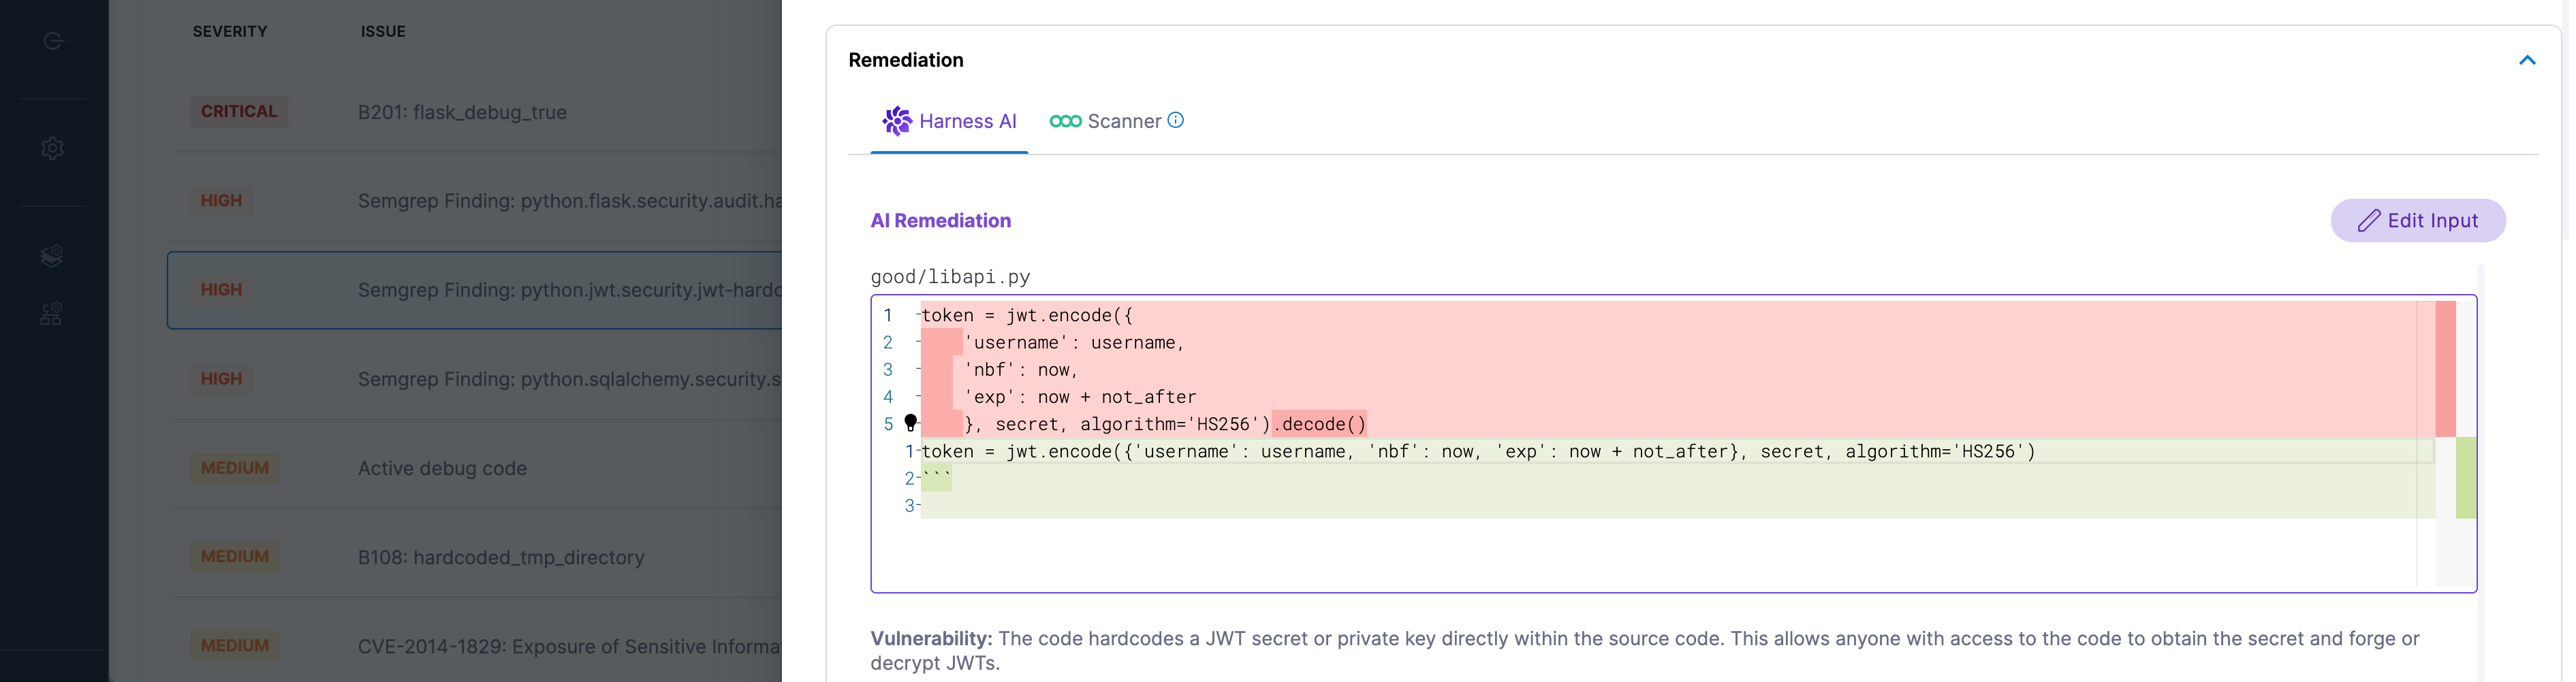 SEVERITY ISSUE
CRITICAL B201: flask_debug_true
HIGH Semgrep Finding: python.flask.security.audit.ha
HIGH Semgrep Finding: python.jwt.security.jwt-hardc
HIGH Semgrep Finding: python.sqlalchemy.security.s
MEDIUM Active debug code
MEDIUM B108: hardcoded_tmp_directory
MEDIUM CVE-2014-1829: Exposure of Sensitive Informa
Remediation
Harness AI Scanner
AI Remediation
Edit Input
good/libapi.py
1 -token = jwt.encode({
2 - 'username': username,
3 - 'nbf': now,
4 - 'exp': now + not_after
5 - }, secret, algorithm='HS256').decode()
1-token = jwt.encode({'username': username, 'nbf': now, 'exp': now + not_after}, secret, algorithm='HS256')
2-```
3-
Vulnerability: The code hardcodes a JWT secret or private key directly within the source code. This allows anyone with access to the code to obtain the secret and forge or
decrypt JWTs.